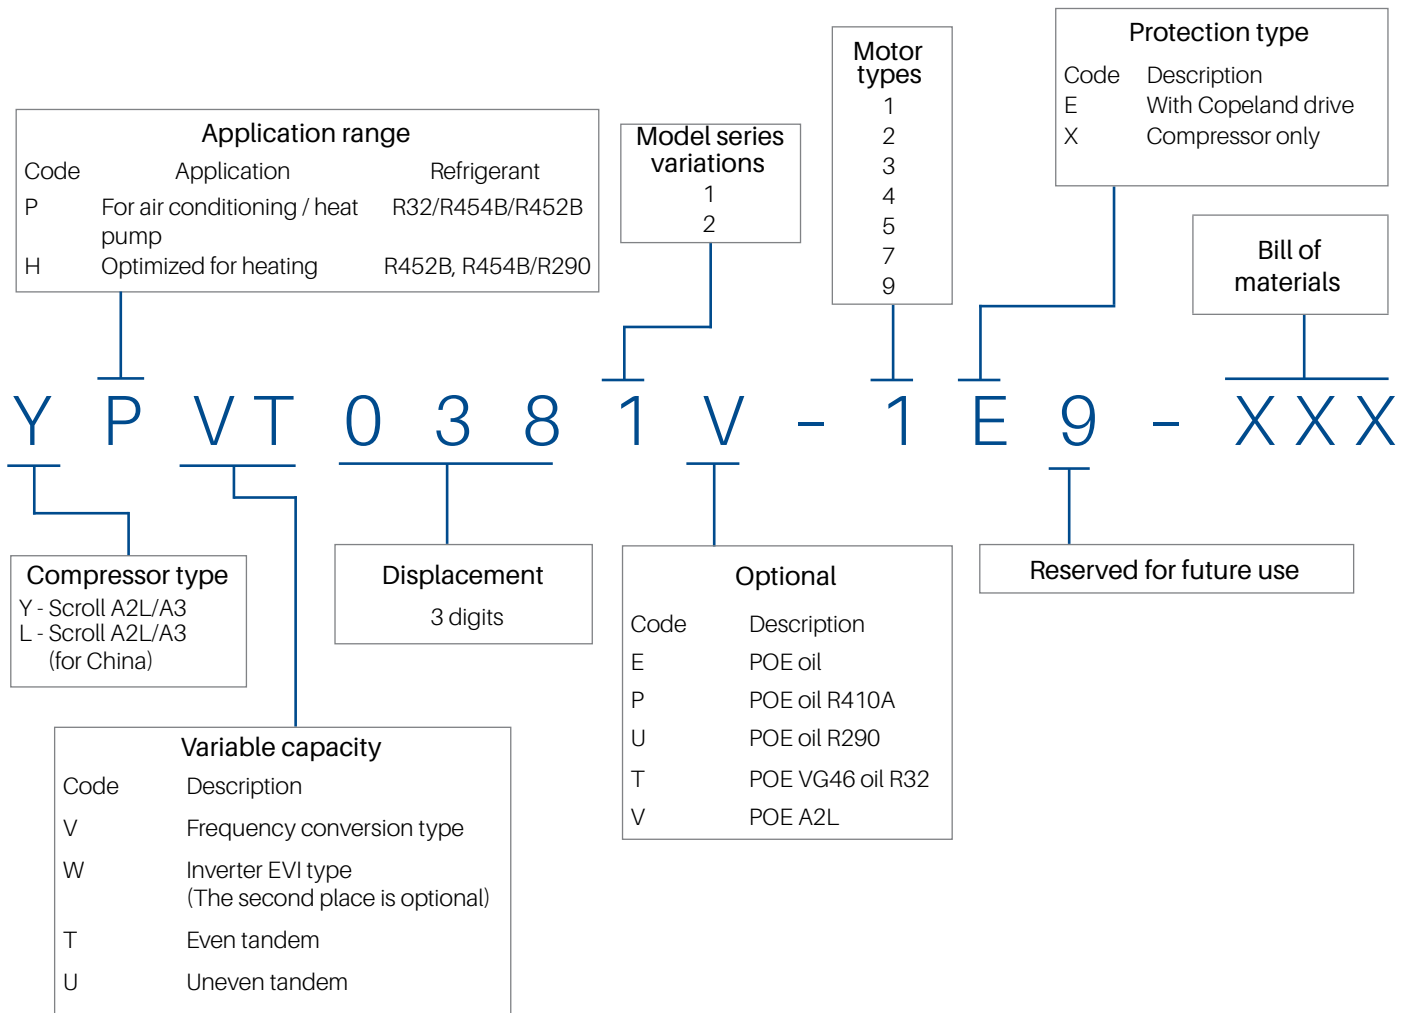 Protection type
Code Description
E With Copeland drive
X Compressor only
Motor
types
1
2
3
4
5
7
9
Application range
Code Application Refrigerant
P For air conditioning / heat R32/R454B/R452B
pump
H Optimized for heating R452B, R454B/R290
Model series
variations
1
2
Bill of
materials
Y P V T 0 3 8 1 V - 1 E 9 - X X X
Compressor type
Y - Scroll A2L/A3
L - Scroll A2L/A3
(for China)
Displacement
3 digits
Optional
Code Description
E POE oil
P POE oil R410A
U POE oil R290
T POE VG46 oil R32
V POE A2L
Reserved for future use
Variable capacity
Code Description
V Frequency conversion type
W Inverter EVI type
(The second place is optional)
T Even tandem
U Uneven tandem